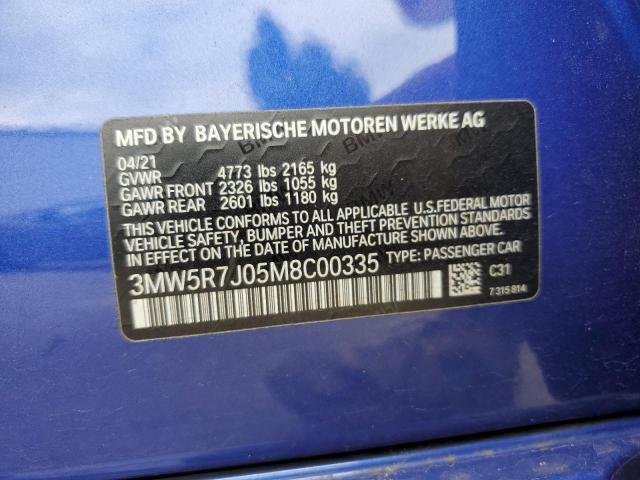 MFD BY BAYERISCHE MOTOREN WERKE AG
04/21
GVWR 4773 lbs 2165 kg
GAWR FRONT 2326 lbs 1055 kg
GAWR REAR 2601 lbs 1180 kg
THIS VEHICLE CONFORMS TO ALL APPLICABLE U.S.FEDERAL MOTOR
VEHICLE SAFETY, BUMPER AND THEFT PREVENTION STANDARDS
IN EFFECT ON THE DATE OF MANUFACTURE SHOWN ABOVE.
3MW5R7J05M8C00335 TYPE: PASSENGER CAR
C31
7 315 814